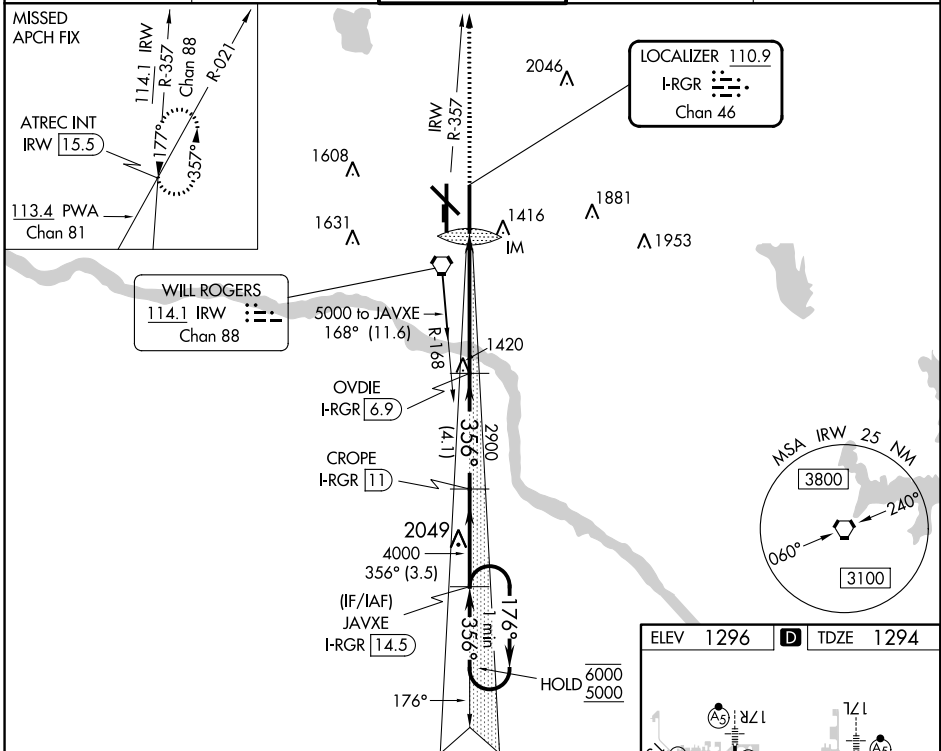 MISSED
APCH FIX
114.1 IRW
R-357
Chan 88
R-021
ATREC INT
IRW 15.5
177°
357°
113.4 PWA
Chan 81
IRW
R-357
2046
LOCALIZER 110.9
I-RGR
Chan 46
1608
1631
1416
IM
1881
1953
WILL ROGERS
114.1 IRW
Chan 88
5000 to JAVXE
168° (11.6)
R-168
1420
OVDIE
I-RGR 6.9
356°
(4.1)
2900
CROPE
I-RGR 11
2049
4000
356° (3.5)
(IF/IAF)
JAVXE
I-RGR 14.5
356°
1 min
176°
HOLD 6000
5000
176°
MSA IRW 25 NM
3800
240°
060°
3100
ELEV 1296 D TDZE 1294
A5
17R
17L
A5